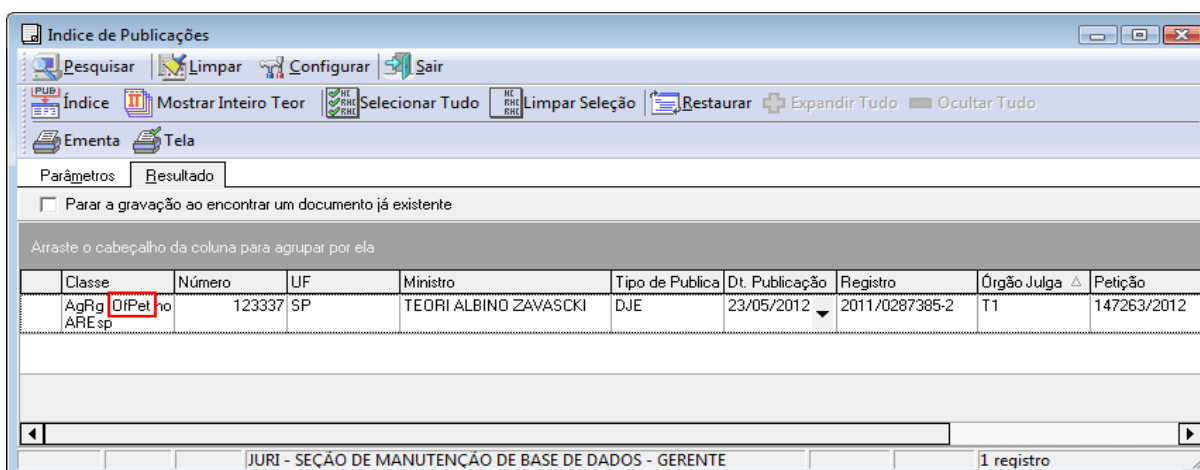 Indice de Publicações
Pesquisar Limpar Configurar Sair
Índice Mostrar Inteiro Teor Selecionar Tudo Limpar Seleção Restaurar Expandir Tudo Ocultar Tudo
Ementa Tela
Parâmetros Resultado
Parar a gravação ao encontrar um documento já existente
Arraste o cabeçalho da coluna para agrupar por ela
Classe Número UF Ministro Tipo de Publica Dt. Publicação Registro Órgão Julga Petição
AgRg OfPet no 123337 SP TEORI ALBINO ZAVASCKI DJE 23/05/2012 2011/0287385-2 T1 147263/2012
AREsp
JURI - SEÇÃO DE MANUTENÇÃO DE BASE DE DADOS - GERENTE 1 registro